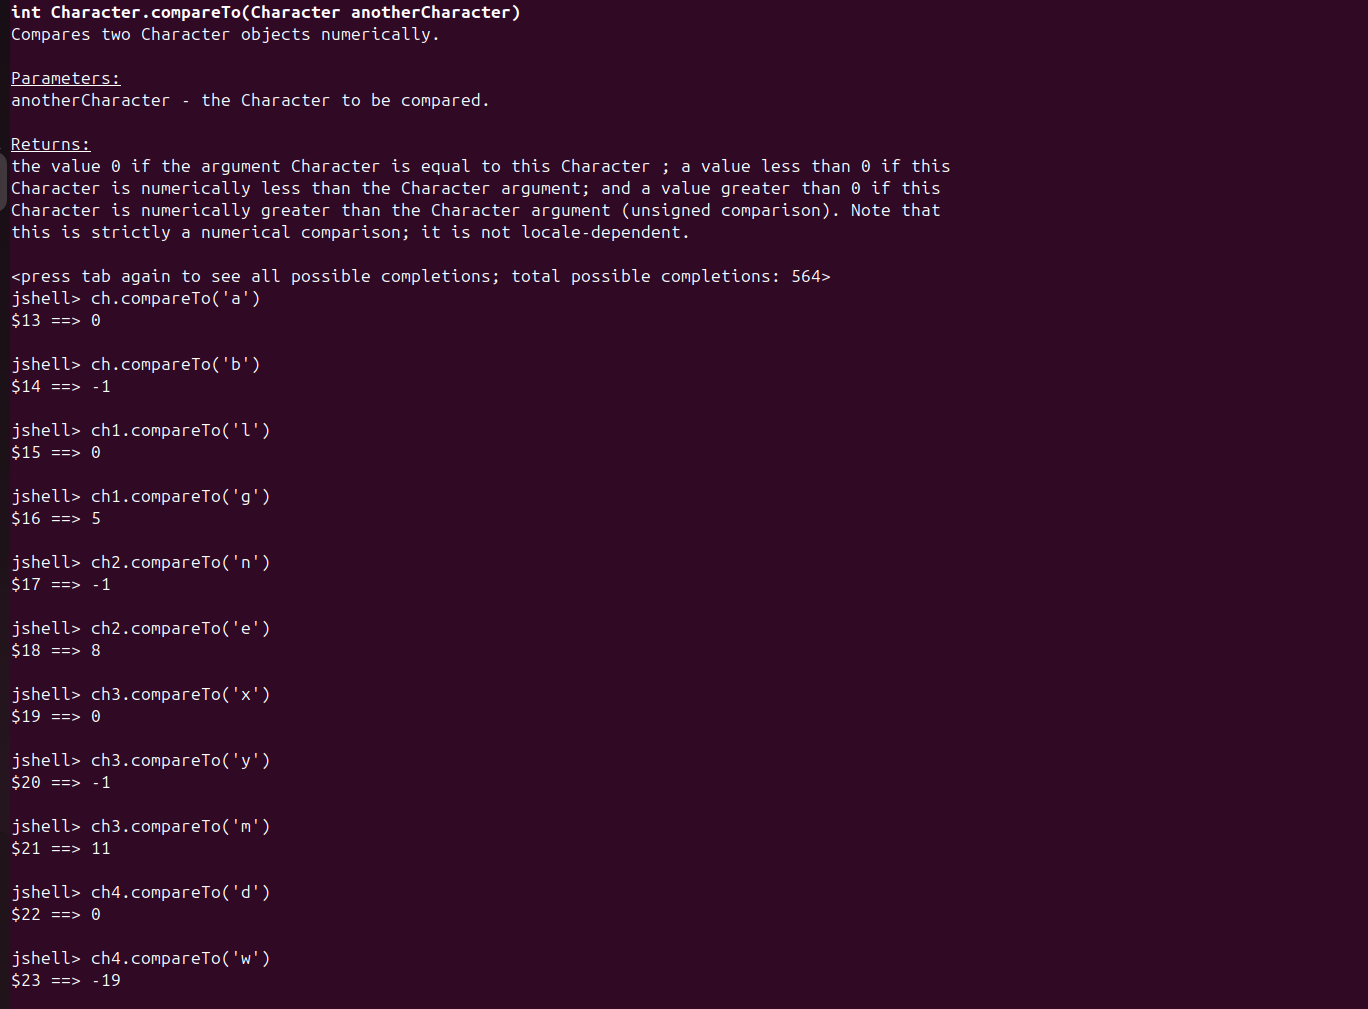 int Character.compareTo(Character anotherCharacter)
Compares two Character objects numerically.
Parameters:
anotherCharacter - the Character to be compared.
Returns:
the value 0 if the argument Character is equal to this Character ; a value less than 0 if this
Character is numerically less than the Character argument; and a value greater than 0 if this
Character is numerically greater than the Character argument (unsigned comparison). Note that
this is strictly a numerical comparison; it is not locale-dependent.
<press tab again to see all possible completions; total possible completions: 564>
jshell> ch.compareTo('a')
$13 ==> 0
jshell> ch.compareTo('b')
$14 ==> -1
jshell> ch1.compareTo('l')
$15 ==> 0
jshell> ch1.compareTo('g')
$16 ==> 5
jshell> ch2.compareTo('n')
$17 ==> -1
jshell> ch2.compareTo('e')
$18 ==> 8
jshell> ch3.compareTo('x')
$19 ==> 0
jshell> ch3.compareTo('y')
$20 ==> -1
jshell> ch3.compareTo('m')
$21 ==> 11
jshell> ch4.compareTo('d')
$22 ==> 0
jshell> ch4.compareTo('w')
$23 ==> -19